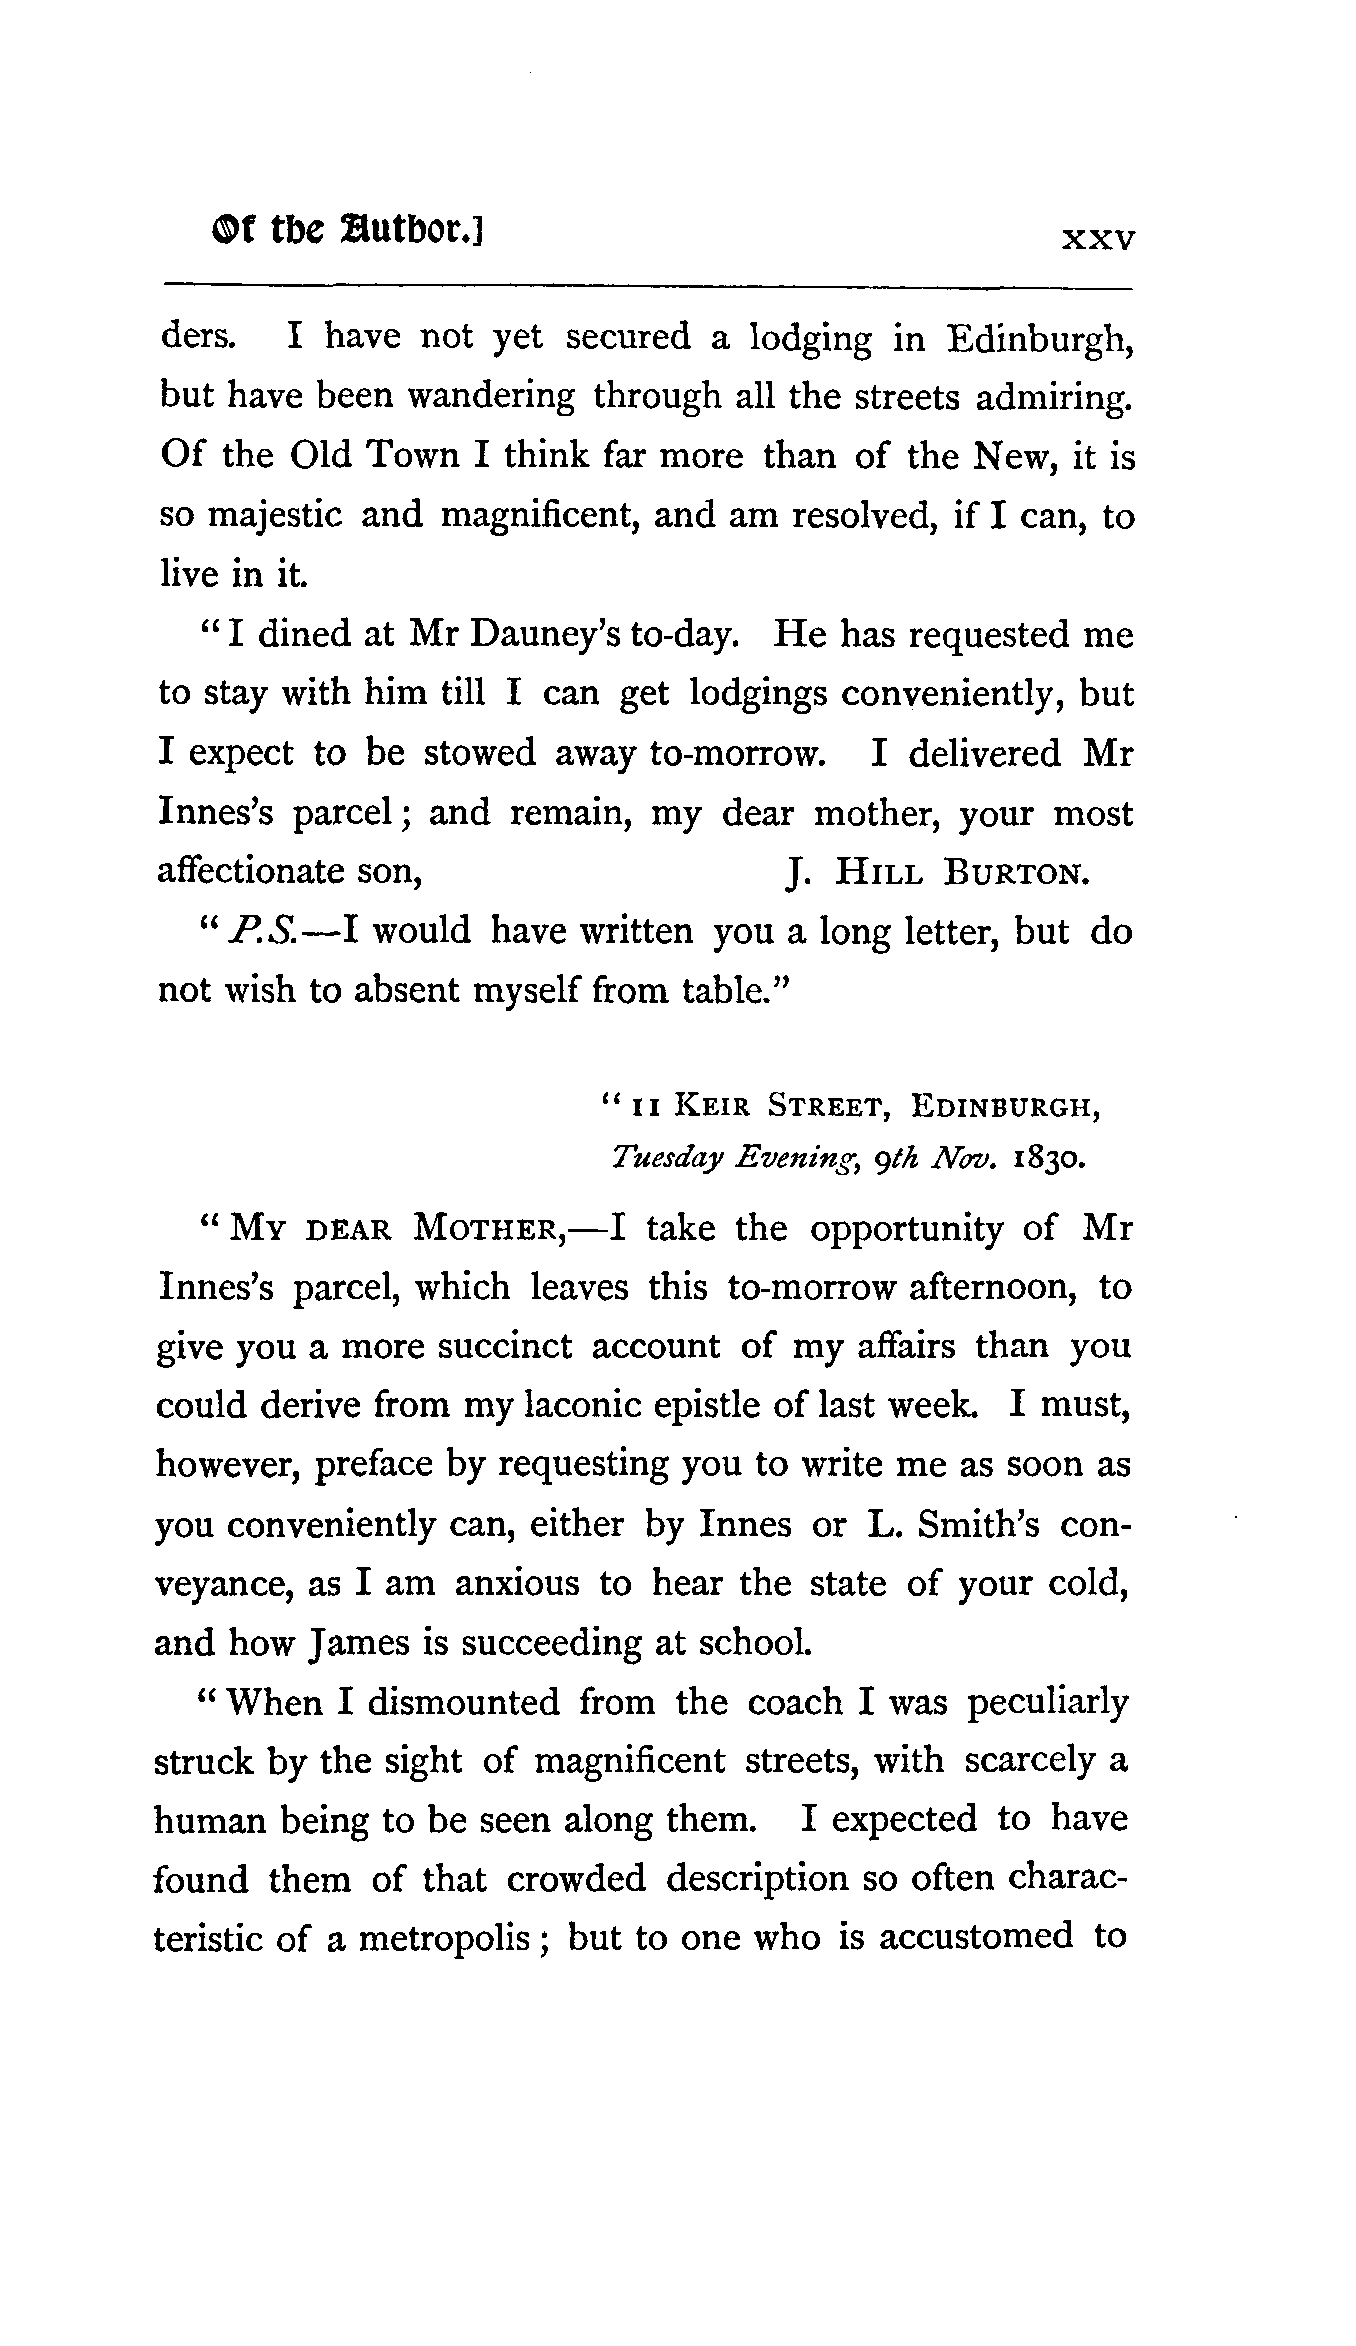 Of the Author.] xxv
ders. I have not yet secured a lodging in Edinburgh,
but have been wandering through all the streets admiring.
Of the Old Town I think far more than of the New, it is
so majestic and magnificent, and am resolved, if I can, to
live in it.
“I dined at Mr Dauney's to-day. He has requested me
to stay with him till I can get lodgings conveniently, but
I expect to be stowed away to-morrow. I delivered Mr
Innes's parcel; and remain, my dear mother, your most
affectionate son, J. HILL BURTON.
“P.S.—I would have written you a long letter, but do
not wish to absent myself from table.”
“11 KEIR STREET, EDINBURGH,
Tuesday Evening, 9th Nov. 1830.
“MY DEAR MOTHER,—I take the opportunity of Mr
Innes's parcel, which leaves this to-morrow afternoon, to
give you a more succinct account of my affairs than you
could derive from my laconic epistle of last week. I must,
however, preface by requesting you to write me as soon as
you conveniently can, either by Innes or L. Smith's con-
veyance, as I am anxious to hear the state of your cold,
and how James is succeeding at school.
“When I dismounted from the coach I was peculiarly
struck by the sight of magnificent streets, with scarcely a
human being to be seen along them. I expected to have
found them of that crowded description so often charac-
teristic of a metropolis; but to one who is accustomed to